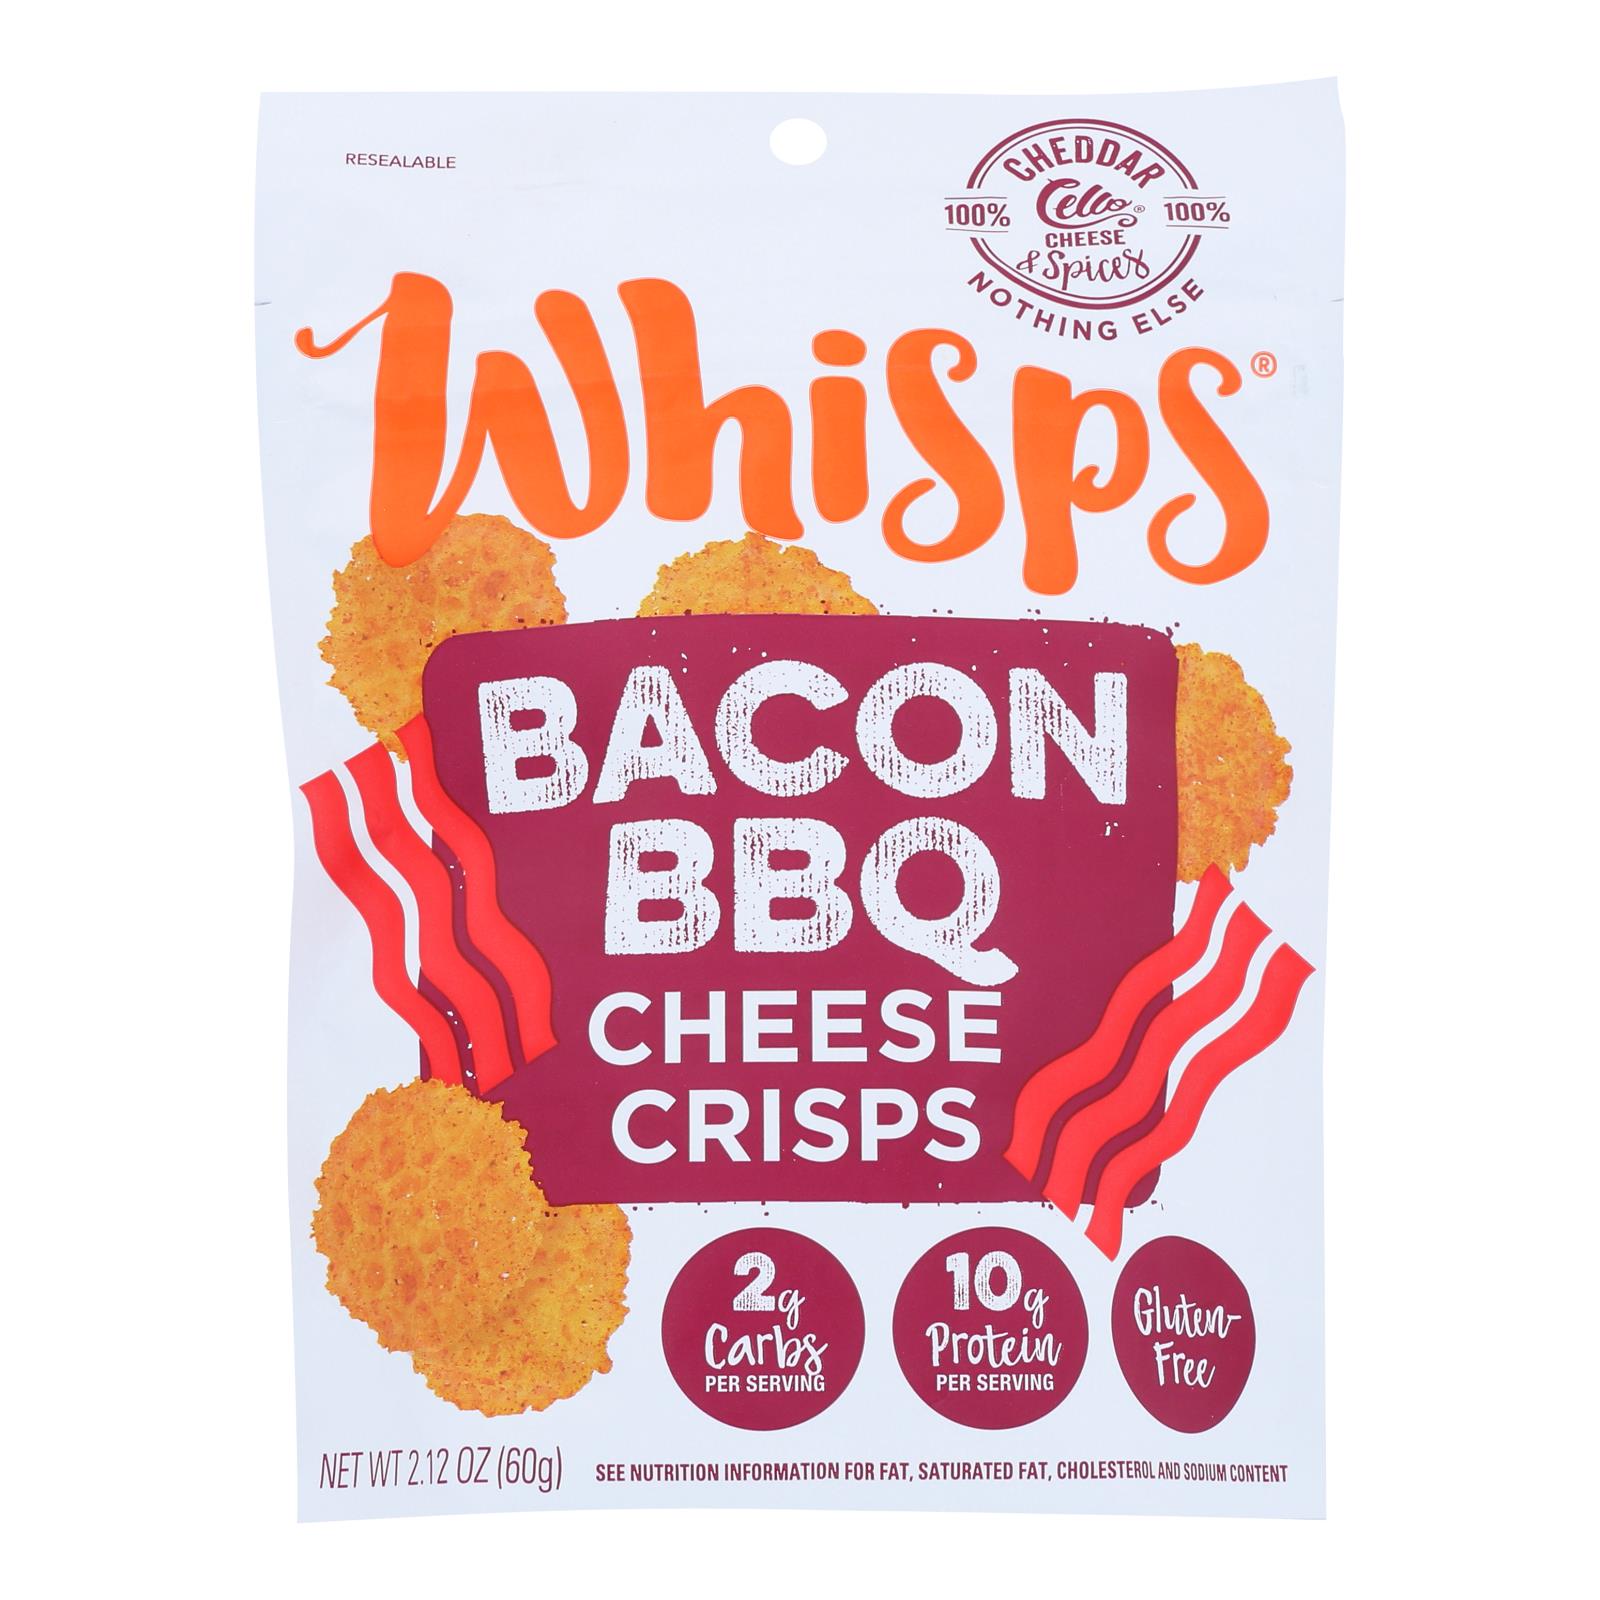 RESEALABLE
CHEDDAR
100% Cello® 100%
CHEESE
& Spices
NOTHING ELSE
Whisps®
BACON
BBQ
CHEESE
CRISPS
2g
Carbs
PER SERVING
10g
Protein
PER SERVING
Gluten-
Free
NET WT 2.12 OZ (60g)
SEE NUTRITION INFORMATION FOR FAT, SATURATED FAT, CHOLESTEROL AND SODIUM CONTENT